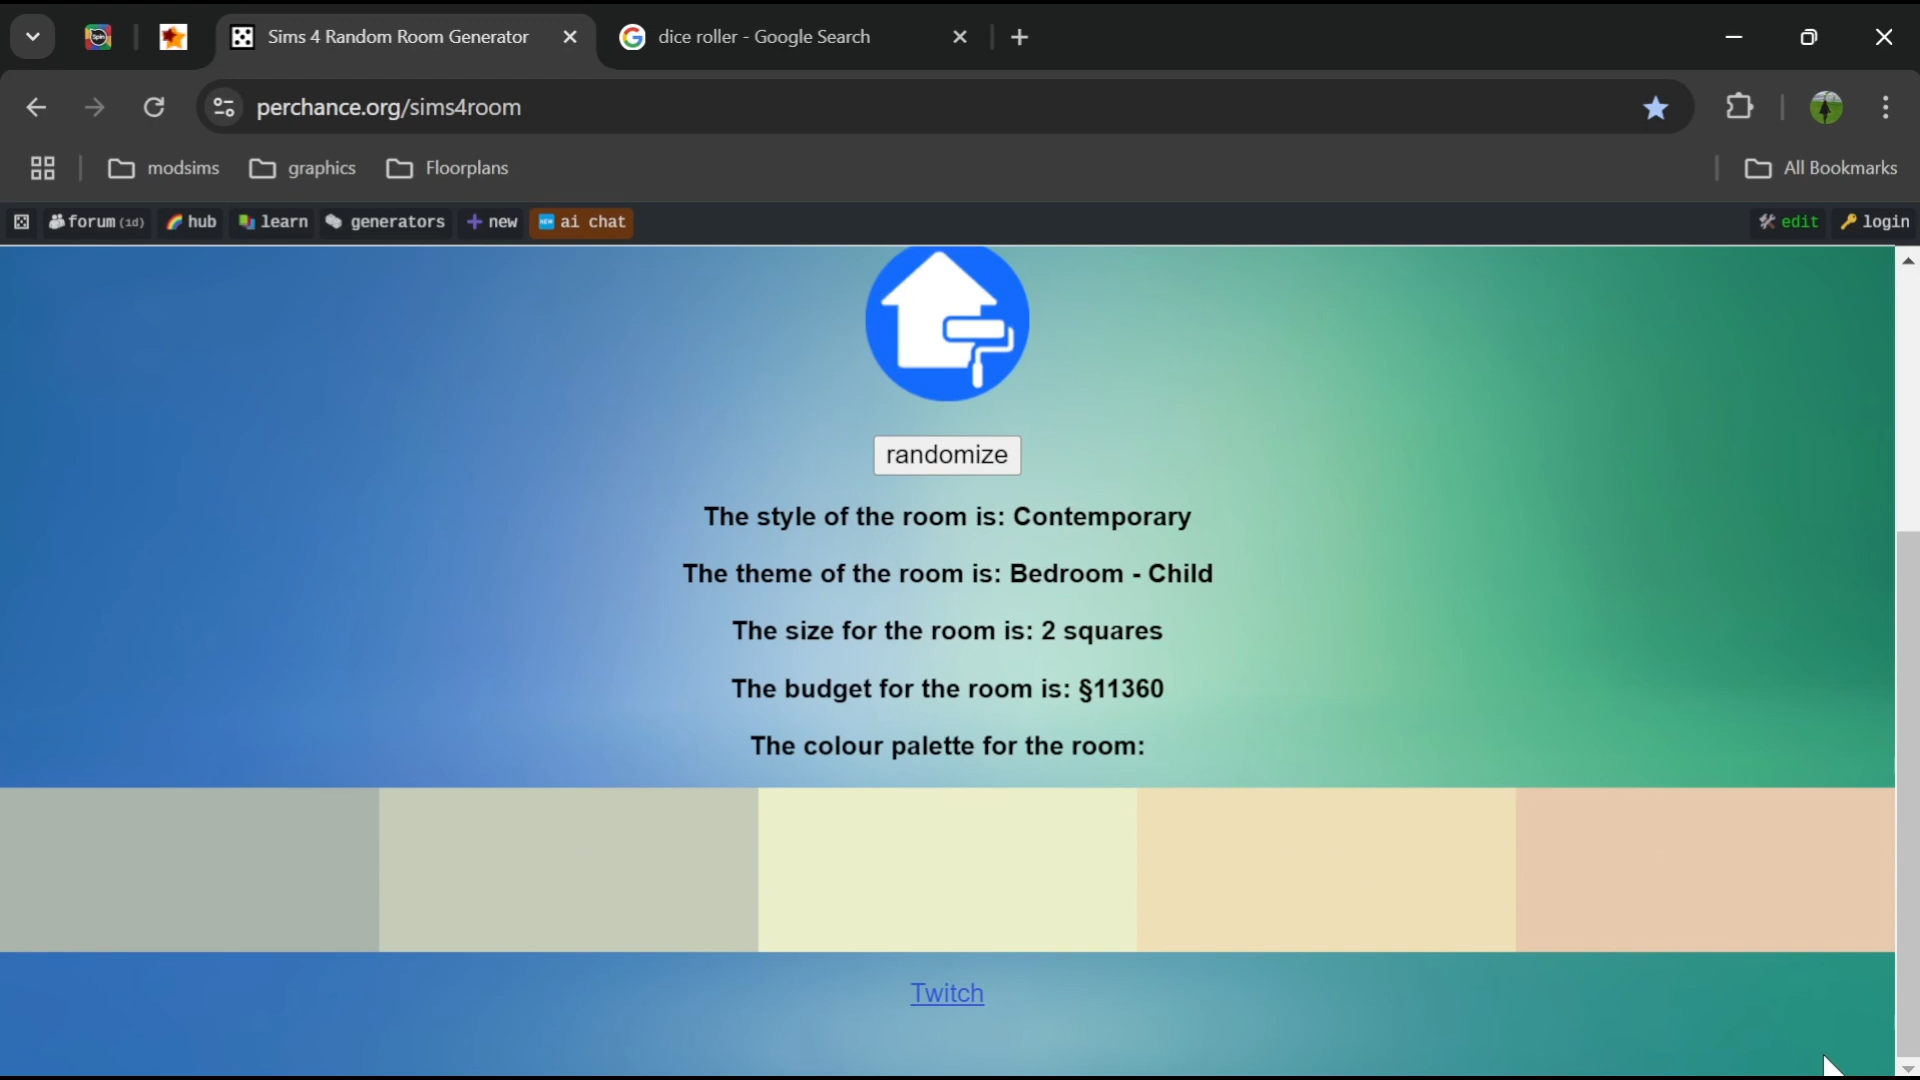 Sims 4 Random Room Generator
dice roller - Google Search
perchance.org/sims4room
modsims
graphics
Floorplans
All Bookmarks
forum (1d)
hub
learn
generators
new
NEW
ai chat
edit
login
randomize
The style of the room is: Contemporary
The theme of the room is: Bedroom - Child
The size for the room is: 2 squares
The budget for the room is: §11360
The colour palette for the room:
Twitch